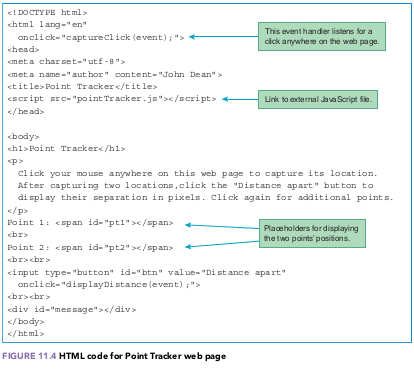 <!DOCTYPE html>
<html lang="en"
onclick="captureClick(event);">
This event handler listens for a
click anywhere on the web page.
<head>
<meta charset="utf-8">
<meta name="author" content="John Dean">
<title>Point Tracker</title>
<script src="pointTracker.js"></script>
Link to external JavaScript file.
</head>
<body>
<h1>Point Tracker</h1>
<p>
Click your mouse anywhere on this web page to capture its location.
After capturing two locations,click the "Distance apart" button to
display their separation in pixels. Click again for additional points.
</p>
Point 1: <span id="pt1"></span>
<br>
Placeholders for displaying
the two points' positions.
Point 2: <span id="pt2"></span>
<br><br>
<input type="button" id="btn" value="Distance apart"
onclick="displayDistance(event);">
<br><br>
<div id="message"></div>
</body>
</html>
FIGURE 11.4 HTML code for Point Tracker web page